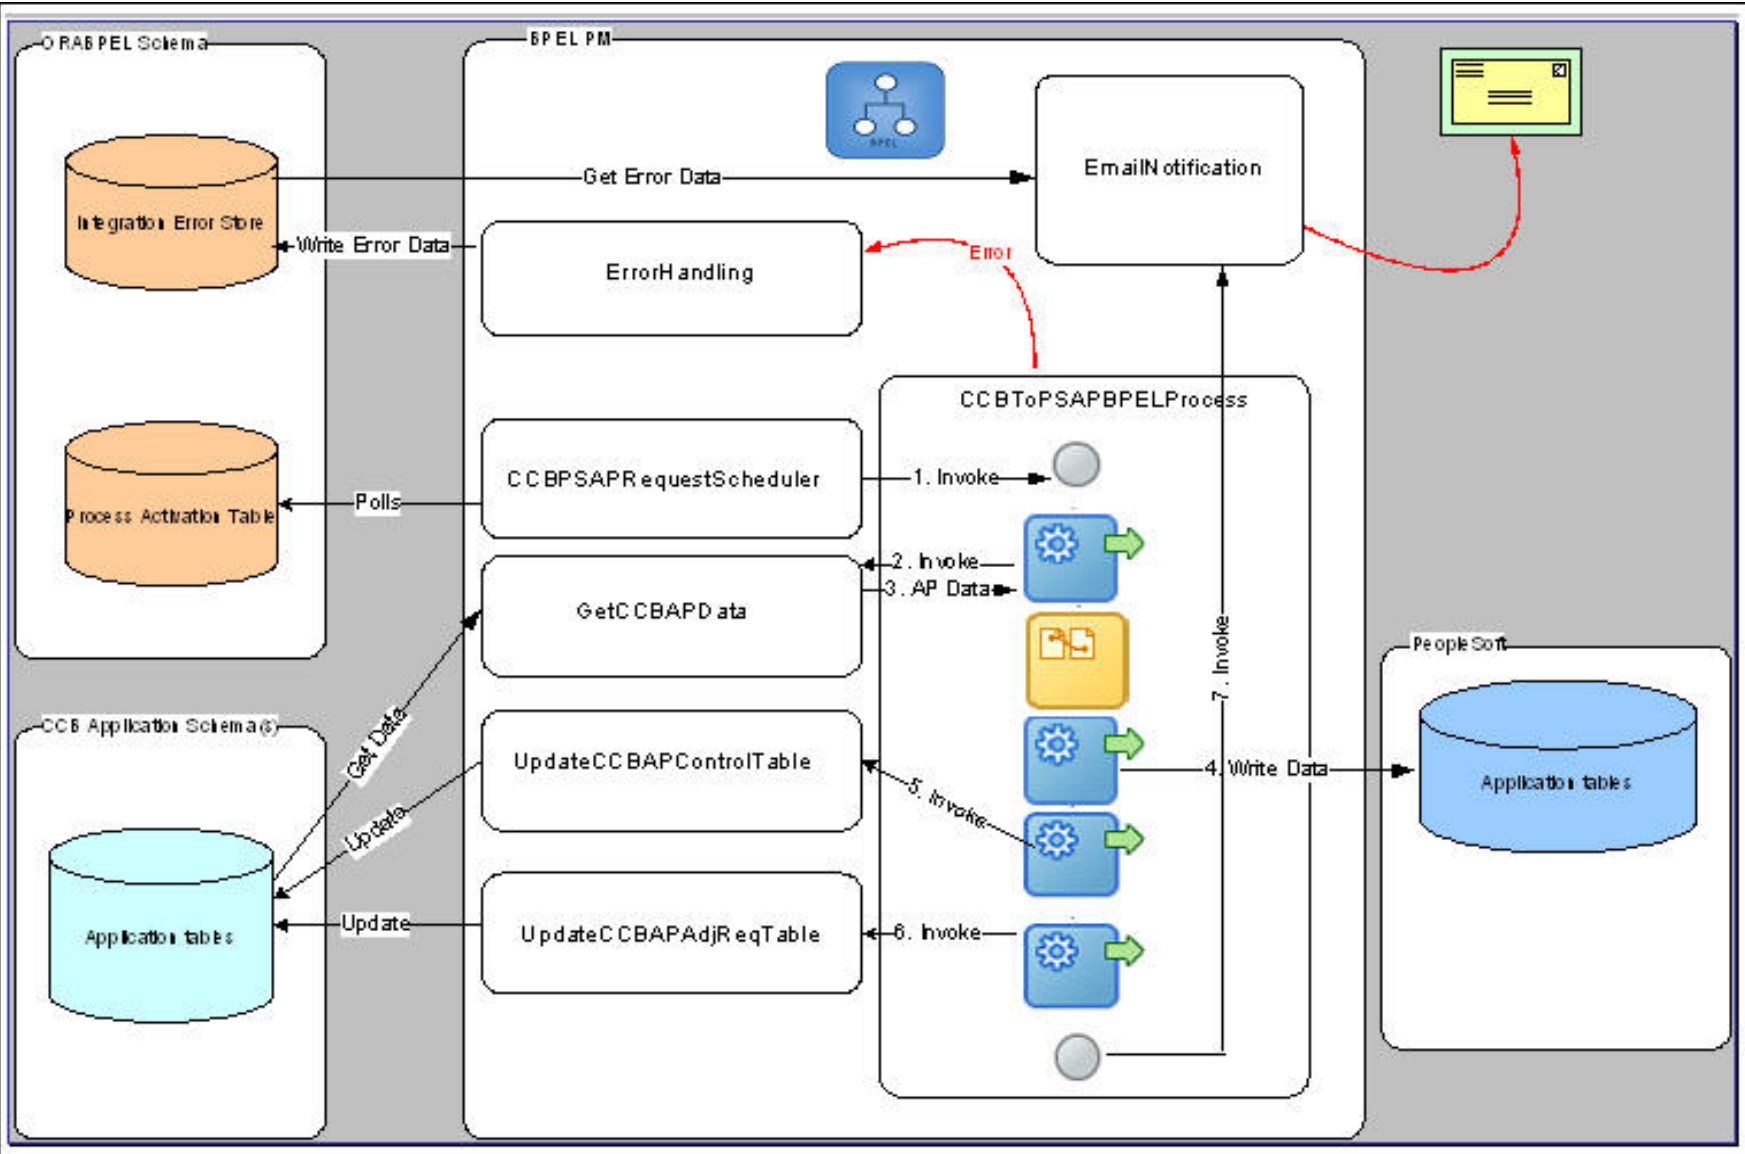 ORABPEL Schema
BPEL PM
BPEL
EmailNotification
Get Error Data
Integration Error Store
Write Error Data
ErrorHandling
Error
CCBToPSAPBPELProcess
CCBPSAPRequestScheduler
1. Invoke
Polls
Process Activation Table
2. Invoke
3. AP Data
GetCCBAPData
7. Invoke
PeopleSoft
CCB Application Schema(s)
Get Data
UpdateCCBAPControlTable
4. Write Data
Application tables
5. Invoke
Update
Application tables
Update
UpdateCCBAPAdjReqTable
6. Invoke